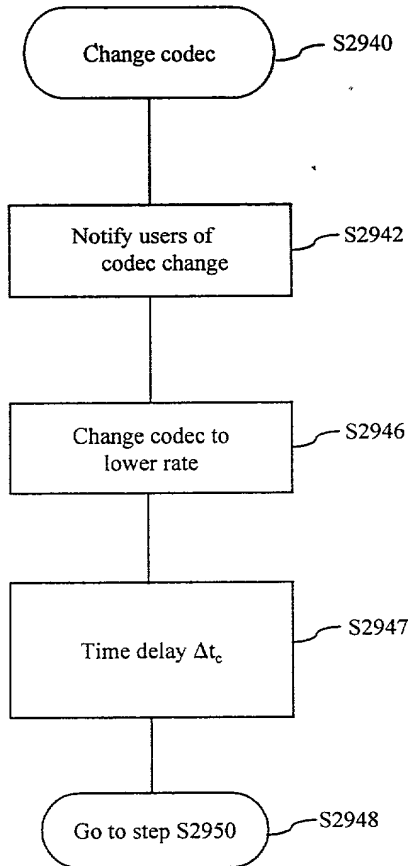 Change codec
S2940
Notify users of
codec change
S2942
Change codec to
lower rate
S2946
Time delay Δtc
S2947
Go to step S2950
S2948